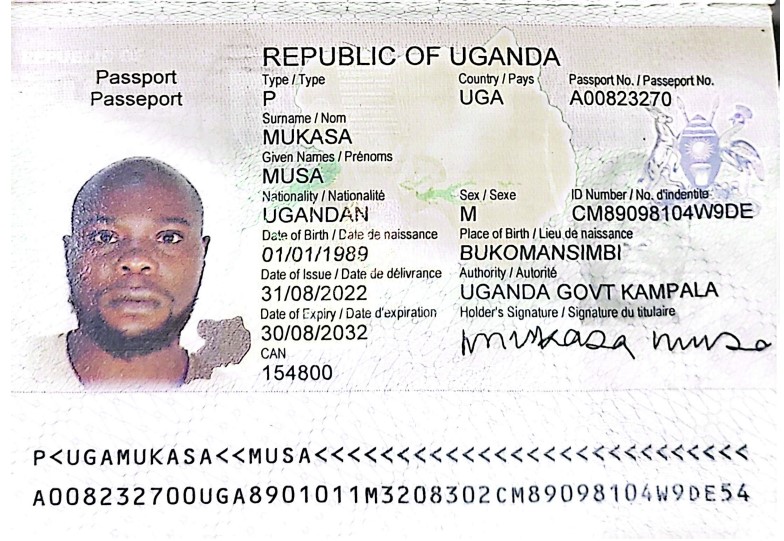 REPUBLIC OF UGANDA
Passport
Passeport
Type / Type
Country / Pays
Passport No. / Passeport No.
P
UGA
A00823270
Surname / Nom
MUKASA
Given Names / Prénoms
MUSA
Nationality / Nationalité
Sex / Sexe
ID Number / No. d'indentite
UGANDAN
M
CM89098104W9DE
Date of Birth / Date de naissance
Place of Birth / Lieu de naissance
01/01/1989
BUKOMANSIMBI
Date of Issue / Date de délivrance
Authority / Autorité
31/08/2022
UGANDA GOVT KAMPALA
Date of Expiry / Date d'expiration
Holder's Signature / Signature du titulaire
30/08/2032
mukasa musa
CAN
154800
P<UGAMUKASA<<MUSA<<<<<<<<<<<<<<<<<<<<<<<<<<<
A008232700UGA8901011M3208302CM89098104W9DE54